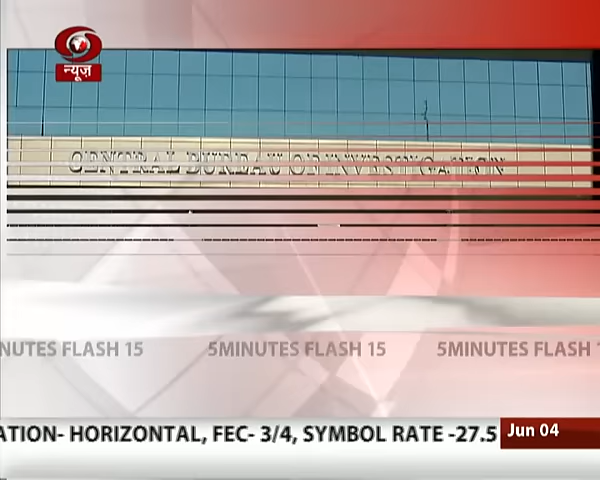 न्यूज़
CENTRAL BUREAU OF INVESTIGATION
NUTES FLASH 15 5MINUTES FLASH 15 5MINUTES FLASH 1
ATION- HORIZONTAL, FEC- 3/4, SYMBOL RATE -27.5
Jun 04